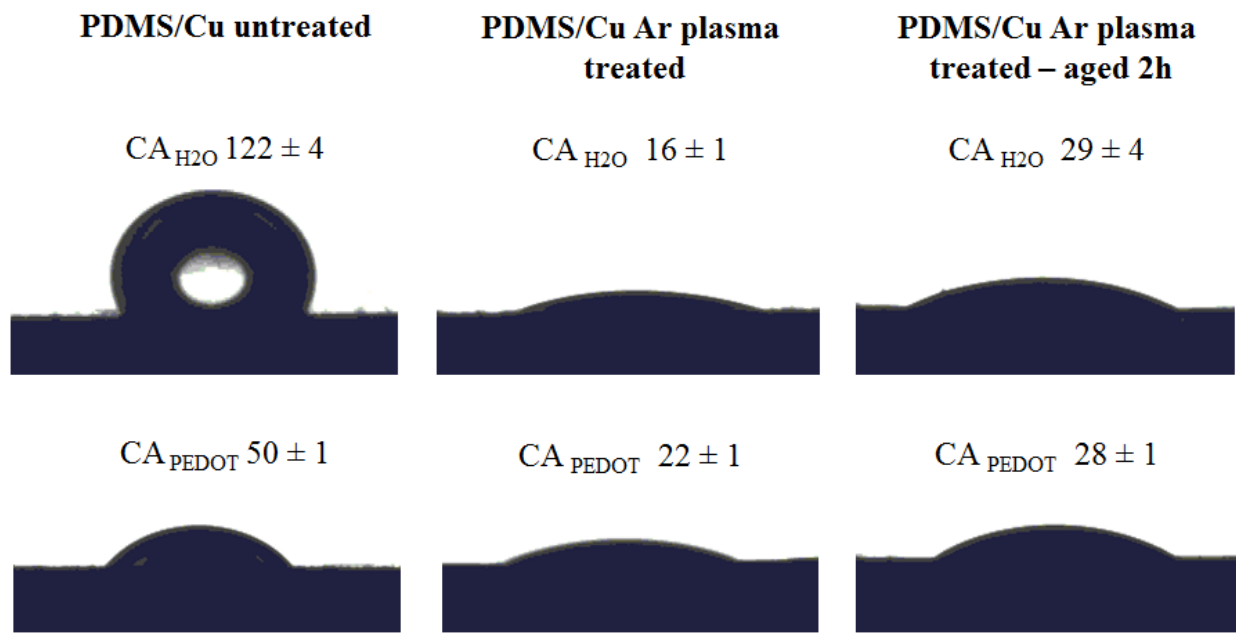 PDMS/Cu untreated
PDMS/Cu Ar plasma
treated
PDMS/Cu Ar plasma
treated – aged 2h
CA H2O 122 ± 4
CA H2O 16 ± 1
CA H2O 29 ± 4
CA PEDOT 50 ± 1
CA PEDOT 22 ± 1
CA PEDOT 28 ± 1